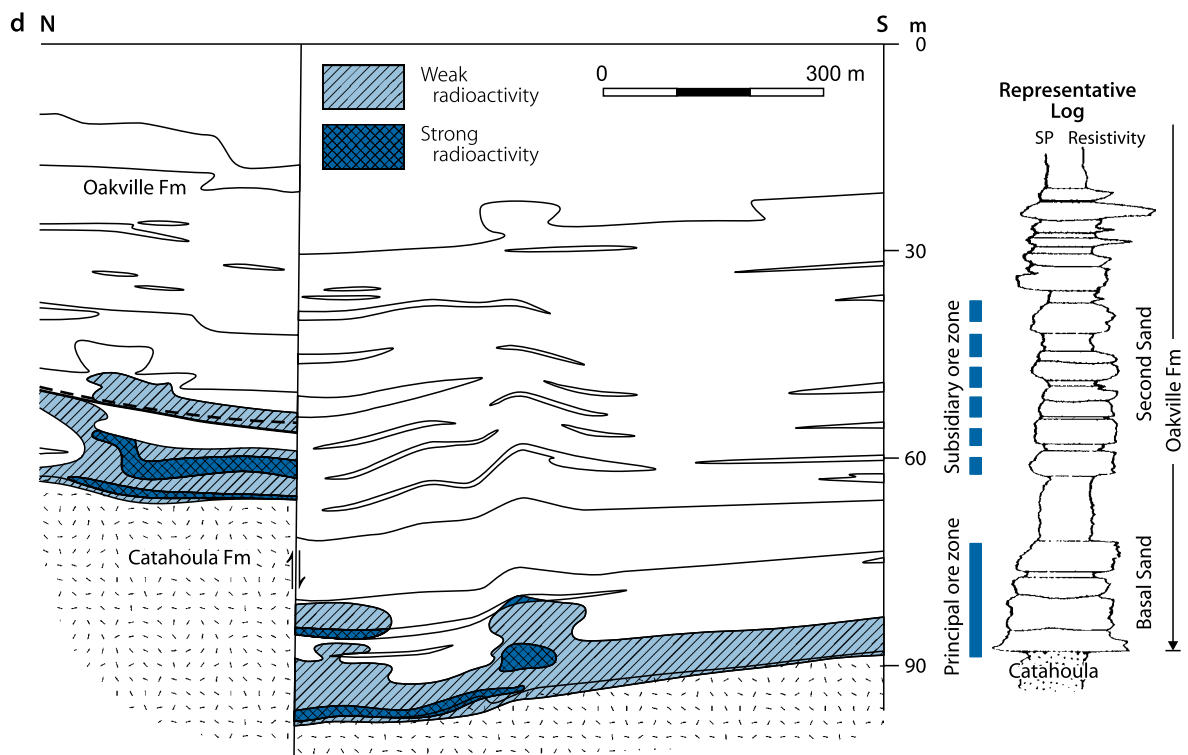 d N
S m
0
Weak
radioactivity
0 300 m
Strong
radioactivity
Representative
Log
SP Resistivity
Oakville Fm
30
Subsidiary ore zone
Second Sand
Oakville Fm
60
Catahoula Fm
Principal ore zone
Basal Sand
90
Catahoula